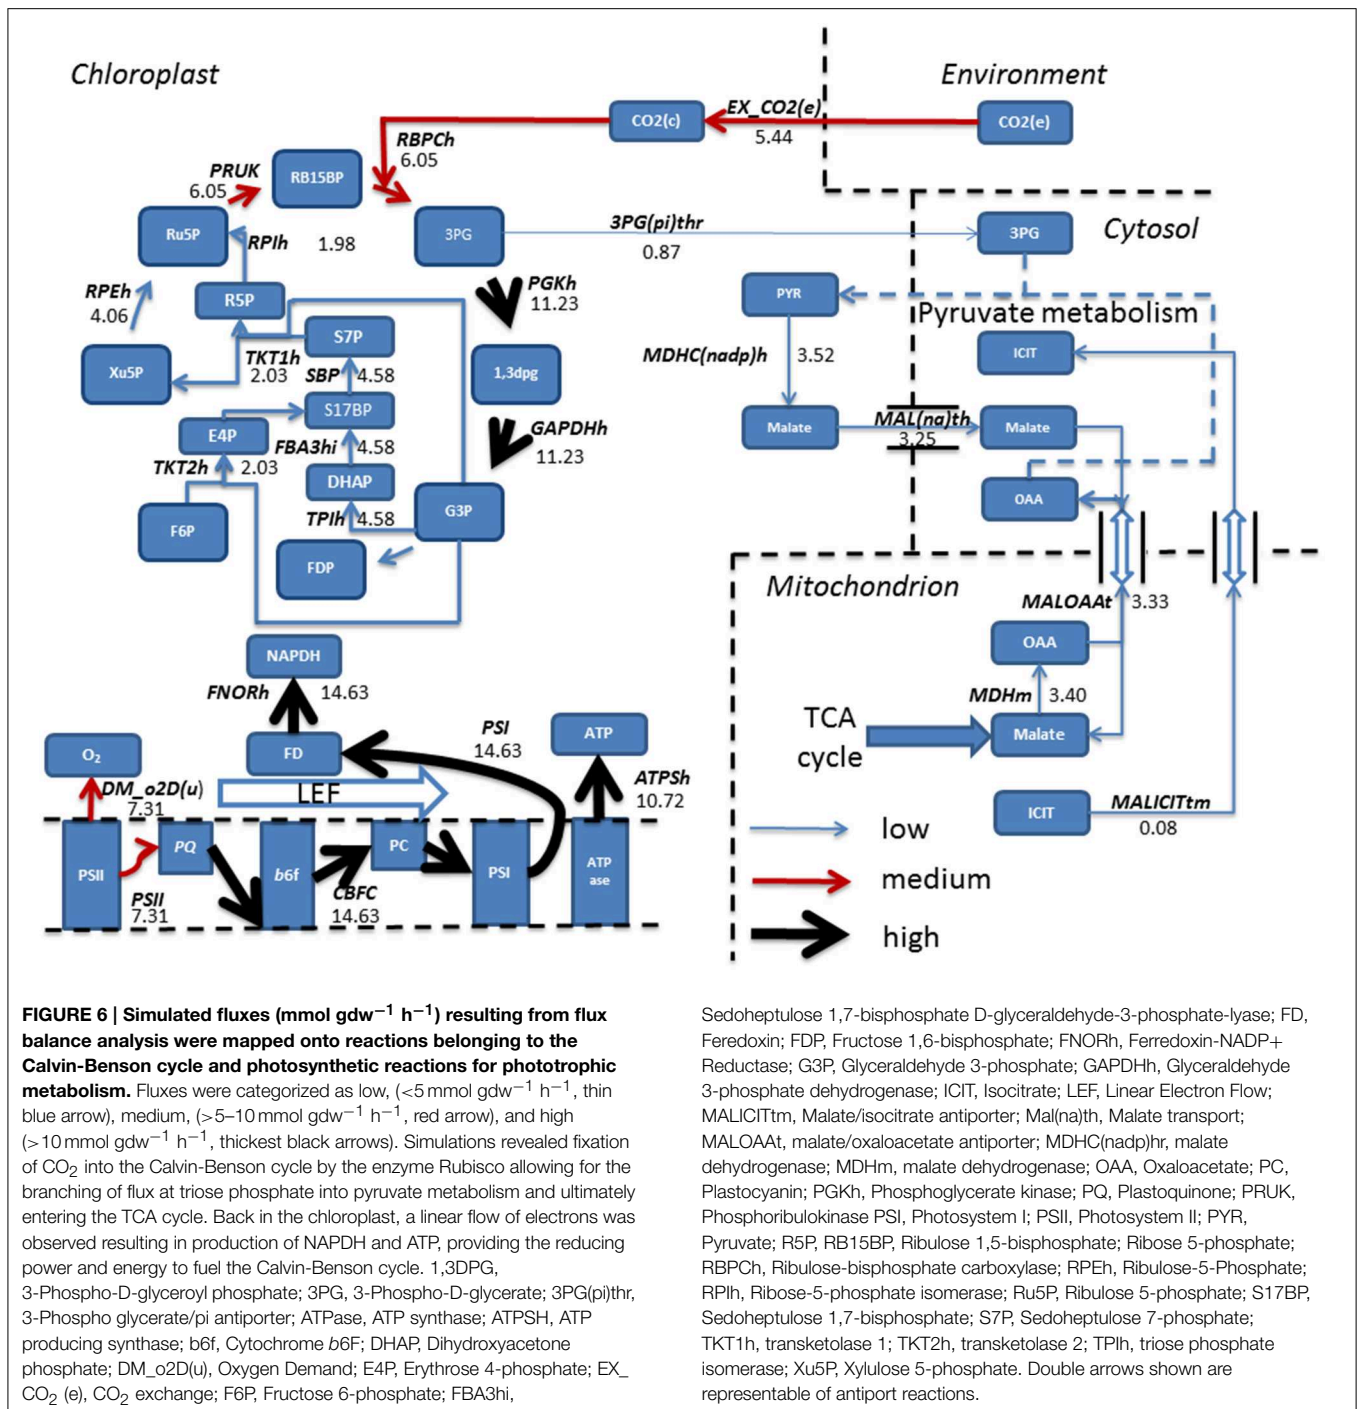 Chloroplast
Environment
CO2(c)
EX_CO2(e)
5.44
CO2(e)
RBPCh
6.05
PRUK
6.05
RB15BP
Ru5P
RPIh
1.98
3PG
3PG(pi)thr
0.87
3PG
Cytosol
RPEh
4.06
R5P
PGKh
11.23
PYR
Pyruvate metabolism
S7P
MDHC(nadp)h
3.52
ICIT
Xu5P
TKT1h
2.03
SBP
4.58
1,3dpg
S17BP
E4P
FBA3hi
4.58
GAPDHh
11.23
Malate
MAL(na)th
3.25
Malate
TKT2h
2.03
DHAP
OAA
F6P
TPIh
4.58
G3P
FDP
Mitochondrion
MALOAAt
3.33
NAPDH
OAA
FNORh
14.63
MDHm
3.40
PSI
14.63
ATP
TCA
cycle
Malate
O2
FD
DM_o2D(u)
7.31
LEF
ATPSh
10.72
ICIT
MALICITtm
0.08
low
PSII
PQ
b6f
PC
PSI
ATP
ase
medium
PSII
7.31
CBFC
14.63
high
FIGURE 6 | Simulated fluxes (mmol gdw−1 h−1) resulting from flux
balance analysis were mapped onto reactions belonging to the
Calvin-Benson cycle and photosynthetic reactions for phototrophic
metabolism. Fluxes were categorized as low, (<5 mmol gdw−1 h−1, thin
blue arrow), medium, (>5–10 mmol gdw−1 h−1, red arrow), and high
(>10 mmol gdw−1 h−1, thickest black arrows). Simulations revealed fixation
of CO2 into the Calvin-Benson cycle by the enzyme Rubisco allowing for the
branching of flux at triose phosphate into pyruvate metabolism and ultimately
entering the TCA cycle. Back in the chloroplast, a linear flow of electrons was
observed resulting in production of NAPDH and ATP, providing the reducing
power and energy to fuel the Calvin-Benson cycle. 1,3DPG,
3-Phospho-D-glyceroyl phosphate; 3PG, 3-Phospho-D-glycerate; 3PG(pi)thr,
3-Phospho glycerate/pi antiporter; ATPase, ATP synthase; ATPSH, ATP
producing synthase; b6f, Cytochrome b6F; DHAP, Dihydroxyacetone
phosphate; DM_o2D(u), Oxygen Demand; E4P, Erythrose 4-phosphate; EX_
CO2 (e), CO2 exchange; F6P, Fructose 6-phosphate; FBA3hi,
Sedoheptulose 1,7-bisphosphate D-glyceraldehyde-3-phosphate-lyase; FD,
Feredoxin; FDP, Fructose 1,6-bisphosphate; FNORh, Ferredoxin-NADP+
Reductase; G3P, Glyceraldehyde 3-phosphate; GAPDHh, Glyceraldehyde
3-phosphate dehydrogenase; ICIT, Isocitrate; LEF, Linear Electron Flow;
MALICITtm, Malate/isocitrate antiporter; Mal(na)th, Malate transport;
MALOAAt, malate/oxaloacetate antiporter; MDHC(nadp)hr, malate
dehydrogenase; MDHm, malate dehydrogenase; OAA, Oxaloacetate; PC,
Plastocyanin; PGKh, Phosphoglycerate kinase; PQ, Plastoquinone; PRUK,
Phosphoribulokinase PSI, Photosystem I; PSII, Photosystem II; PYR,
Pyruvate; R5P, RB15BP, Ribulose 1,5-bisphosphate; Ribose 5-phosphate;
RBPCh, Ribulose-bisphosphate carboxylase; RPEh, Ribulose-5-Phosphate;
RPIh, Ribose-5-phosphate isomerase; Ru5P, Ribulose 5-phosphate; S17BP,
Sedoheptulose 1,7-bisphosphate; S7P, Sedoheptulose 7-phosphate;
TKT1h, transketolase 1; TKT2h, transketolase 2; TPIh, triose phosphate
isomerase; Xu5P, Xylulose 5-phosphate. Double arrows shown are
representable of antiport reactions.